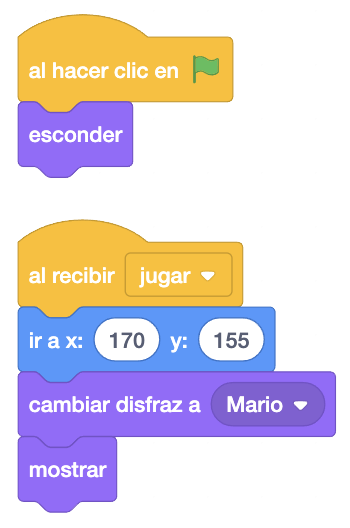 al hacer clic en
esconder
al recibir jugar
ir a x: 170 y: 155
cambiar disfraz a Mario
mostrar